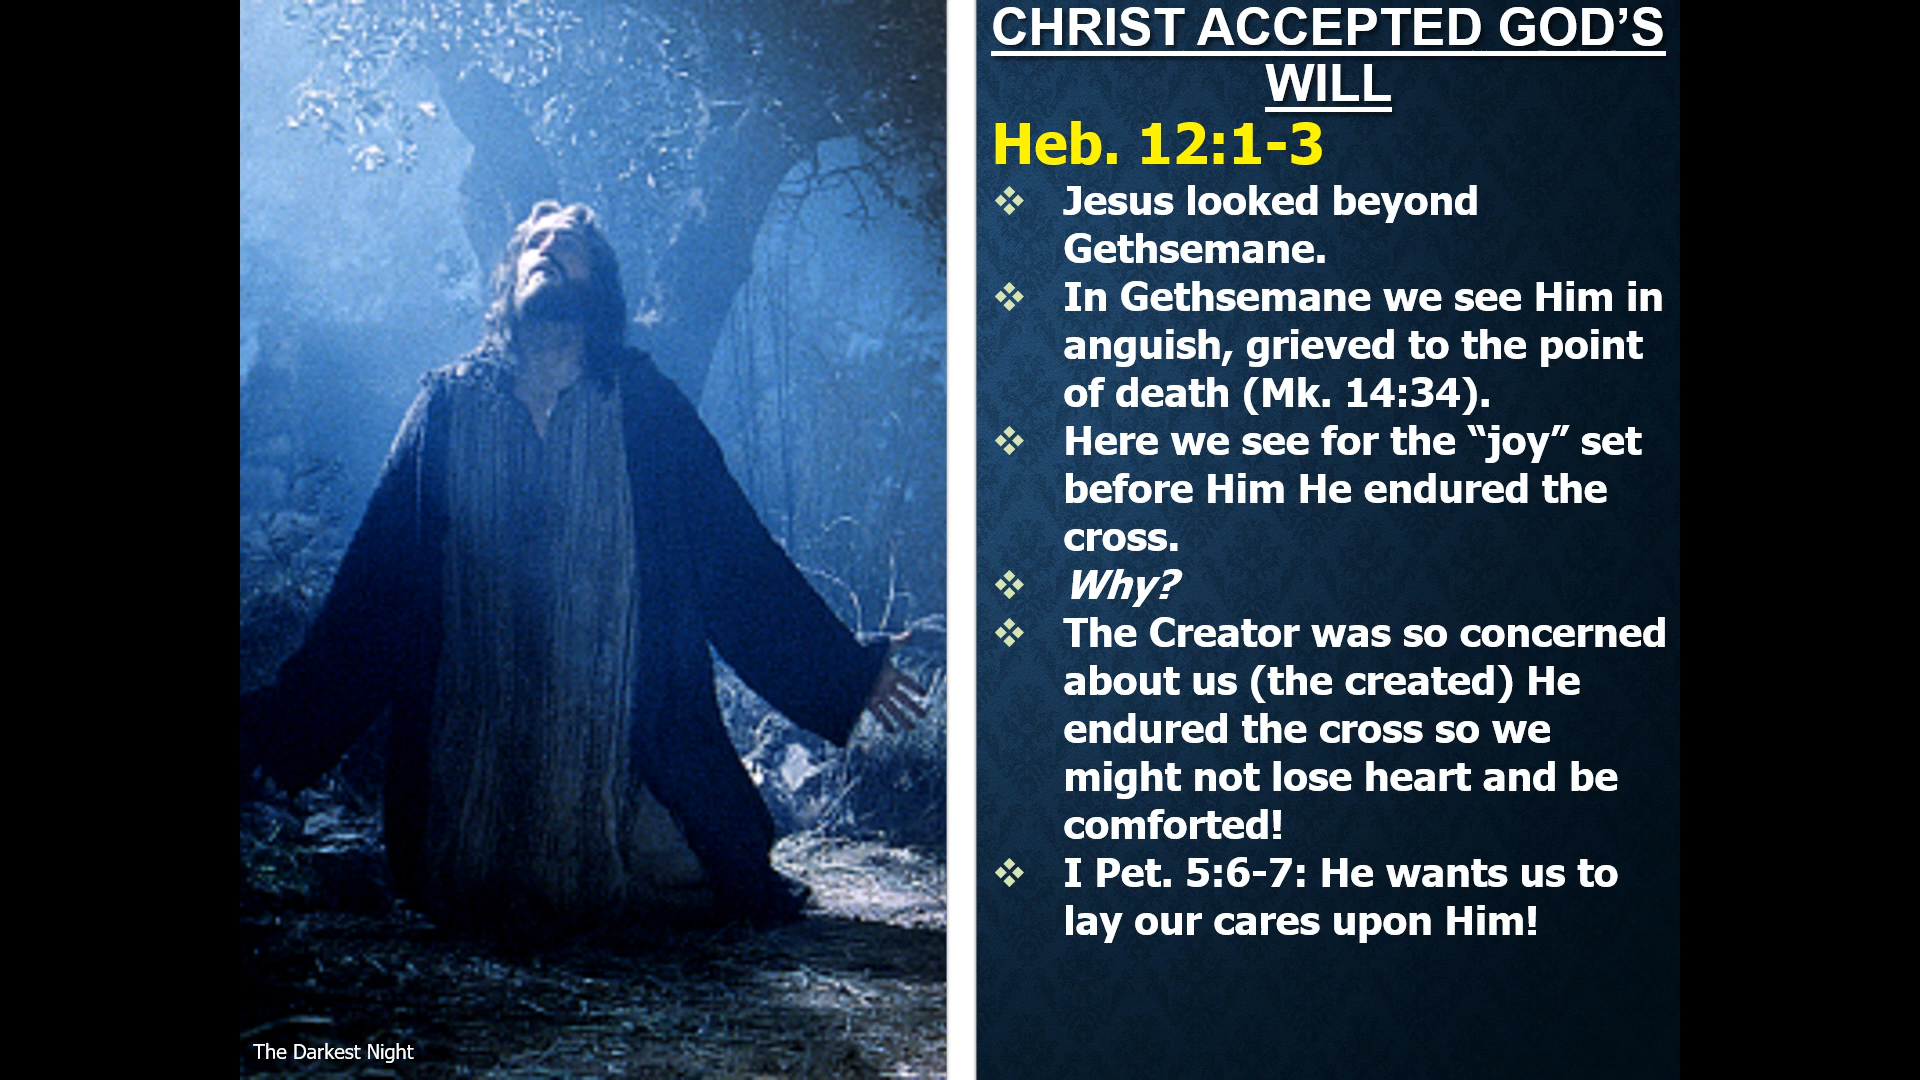 CHRIST ACCEPTED GOD’S
WILL
Heb. 12:1-3
❖ Jesus looked beyond
Gethsemane.
❖ In Gethsemane we see Him in
anguish, grieved to the point
of death (Mk. 14:34).
❖ Here we see for the “joy” set
before Him He endured the
cross.
❖ Why?
❖ The Creator was so concerned
about us (the created) He
endured the cross so we
might not lose heart and be
comforted!
❖ I Pet. 5:6-7: He wants us to
lay our cares upon Him!
The Darkest Night